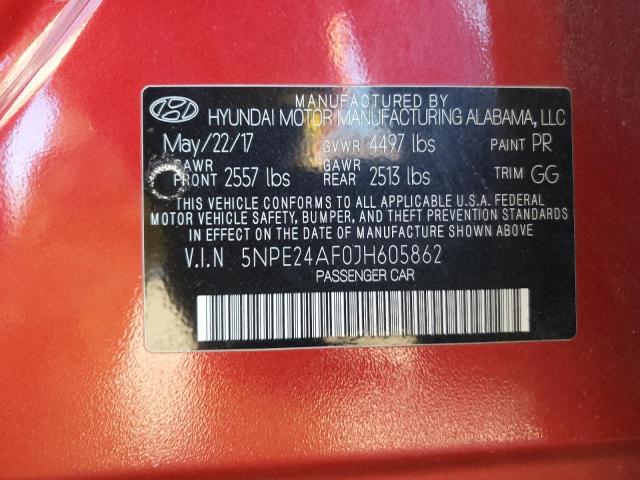 MANUFACTURED BY
HYUNDAI MOTOR MANUFACTURING ALABAMA, LLC
May/22/17 GVWR 4497 lbs PAINT PR
GAWR FRONT 2557 lbs GAWR REAR 2513 lbs TRIM GG
THIS VEHICLE CONFORMS TO ALL APPLICABLE U.S.A. FEDERAL
MOTOR VEHICLE SAFETY, BUMPER, AND THEFT PREVENTION STANDARDS
IN EFFECT ON THE DATE OF MANUFACTURE SHOWN ABOVE.
V.I.N 5NPE24AF0JH605862
PASSENGER CAR